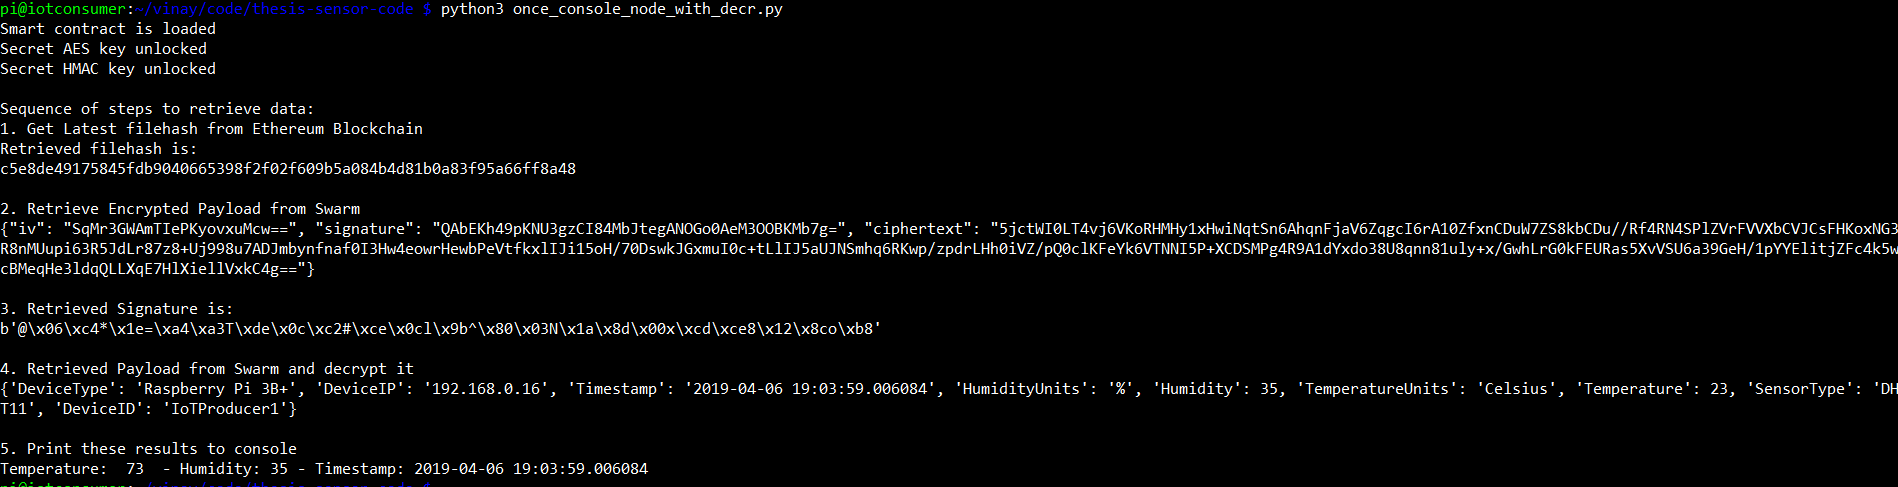 pi@iotconsumer:~/vinay/code/thesis-sensor-code $ python3 once_console_node_with_decr.py
Smart contract is loaded
Secret AES key unlocked
Secret HMAC key unlocked
Sequence of steps to retrieve data:
1. Get Latest filehash from Ethereum Blockchain
Retrieved filehash is:
c5e8de49175845fdb9040665398f2f02f609b5a084b4d81b0a83f95a66ff8a48
2. Retrieve Encrypted Payload from Swarm
{"iv": "SqMr3GWAmTIePKyovxuMcw==", "signature": "QAbEKh49pKNU3gzCI84MbJtegANOGo0AeM3OOBKMb7g=", "ciphertext": "5jctWI0LT4vj6VKoRHMHy1xHwiNqtSn6AhqnFjaV6ZqgcI6rA10ZfxnCDuW7ZS8kbCDu//Rf4RN4SPlZVrFVVXbCVJCsFHKoxNG3
R8nMUupi63R5JdLr87z8+Uj998u7ADJmbynfnaf0I3Hw4eowrHewbPeVtfkxlIJi15oH/70DswkJGxmuI0c+tLlIJ5aUJNSmhq6RKwp/zpdrLHh0iVZ/pQ0clKFeYk6VTNNI5P+XCDSMPg4R9A1dYxdo38U8qnn81uly+x/GwhLrG0kFEURas5XvVSU6a39GeH/1pYYElitjZFc4k5w
cBMeqHe3ldqQLLXqE7HlXiellVxkC4g=="}
3. Retrieved Signature is:
b'@\x06\xc4*\x1e=\xa4\xa3T\xde\x0c\xc2#\xce\x0cl\x9b^\x80\x03N\x1a\x8d\x00x\xcd\xce8\x12\x8co\xb8'
4. Retrieved Payload from Swarm and decrypt it
{'DeviceType': 'Raspberry Pi 3B+', 'DeviceIP': '192.168.0.16', 'Timestamp': '2019-04-06 19:03:59.006084', 'HumidityUnits': '%', 'Humidity': 35, 'TemperatureUnits': 'Celsius', 'Temperature': 23, 'SensorType': 'DH
T11', 'DeviceID': 'IoTProducer1'}
5. Print these results to console
Temperature:  73  - Humidity: 35 - Timestamp: 2019-04-06 19:03:59.006084
pi@iotconsumer:~/vinay/code/thesis-sensor-code $